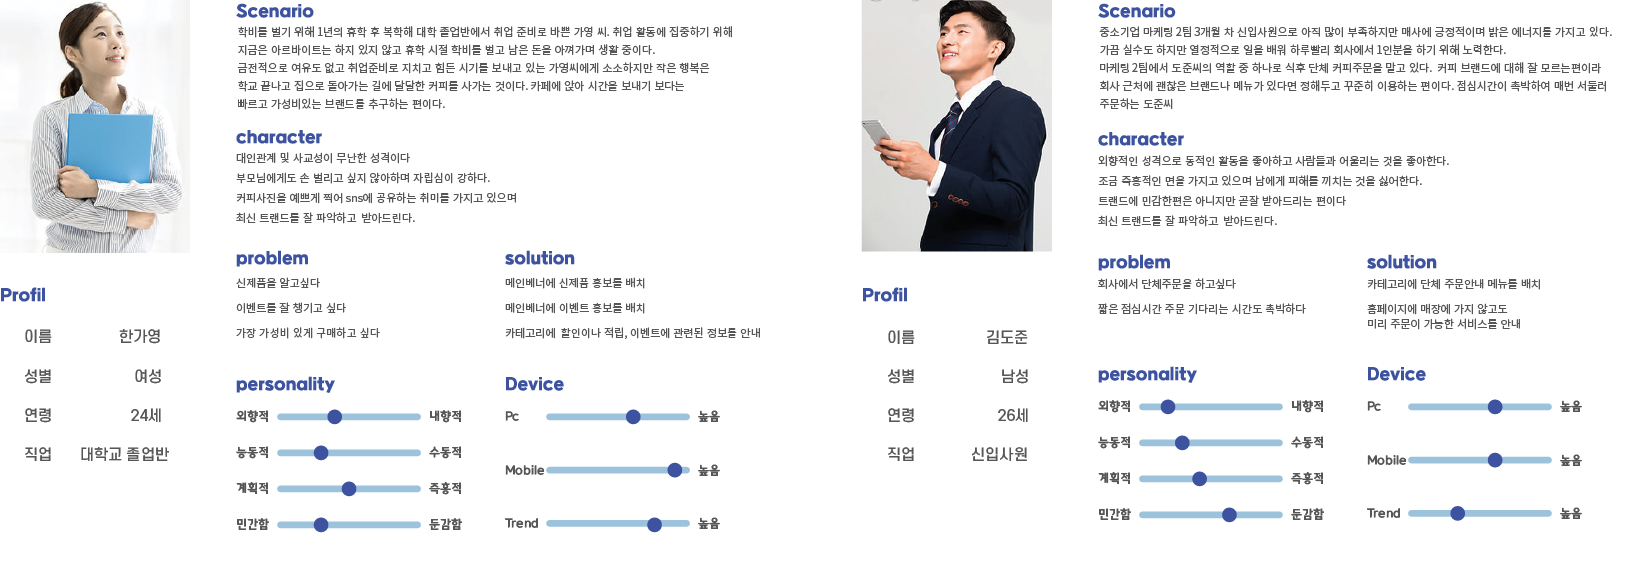 Scenario
학비를 벌기 위해 1년의 휴학 후 복학해 대학 졸업반에서 취업 준비로 바쁜 가영 씨. 취업 활동에 집중하기 위해
지금은 아르바이트는 하지 있지 않고 휴학 시절 학비를 벌고 남은 돈을 아껴가며 생활 중이다.
금전적으로 여유도 없고 취업준비로 지치고 힘든 시기를 보내고 있는 가영씨에게 소소하지만 작은 행복은
학교 끝나고 집으로 돌아가는 길에 달달한 커피를 사가는 것이다. 카페에 앉아 시간을 보내기 보다는
빠르고 가성비있는 브랜드를 추구하는 편이다.
character
대인관계 및 사교성이 무난한 성격이다
부모님에게도 손 벌리고 싶지 않아하며 자립심이 강하다.
커피사진을 예쁘게 찍어 sns에 공유하는 취미를 가지고 있으며
최신 트랜드를 잘 파악하고 받아드린다.
problem
신제품을 알고싶다
이벤트를 잘 챙기고 싶다
가장 가성비 있게 구매하고 싶다
solution
메인베너에 신제품 홍보를 배치
메인베너에 이벤트 홍보를 배치
카테고리에 할인이나 적립, 이벤트에 관련된 정보를 안내
Profil
이름 한가영
성별 여성
연령 24세
직업 대학교 졸업반
personality
외향적 내향적
능동적 수동적
계획적 즉흥적
민간함 둔감함
Device
Pc 높음
Mobile 높음
Trend 높음
Scenario
중소기업 마케팅 2팀 3개월 차 신입사원으로 아직 많이 부족하지만 매사에 긍정적이며 밝은 에너지를 가지고 있다.
가끔 실수도 하지만 열정적으로 일을 배워 하루빨리 회사에서 1인분을 하기 위해 노력한다.
마케팅 2팀에서 도준씨의 역할 중 하나로 식후 단체 커피주문을 맡고 있다. 커피 브랜드에 대해 잘 모르는편이라
회사 근처에 괜찮은 브랜드나 메뉴가 있다면 정해두고 꾸준히 이용하는 편이다. 점심시간이 촉박하여 매번 서둘러
주문하는 도준씨
character
외향적인 성격으로 동적인 활동을 좋아하고 사람들과 어울리는 것을 좋아한다.
조금 즉흥적인 면을 가지고 있으며 남에게 피해를 끼치는 것을 싫어한다.
트랜드에 민감한편은 아니지만 곧잘 받아드리는 편이다
최신 트랜드를 잘 파악하고 받아드린다.
problem
회사에서 단체주문을 하고싶다
짧은 점심시간 주문 기다리는 시간도 촉박하다
solution
카테고리에 단체 주문안내 메뉴를 배치
홈페이지에 매장에 가지 않고도
미리 주문이 가능한 서비스를 안내
Profil
이름 김도준
성별 남성
연령 26세
직업 신입사원
personality
외향적 내향적
능동적 수동적
계획적 즉흥적
민간함 둔감함
Device
Pc 높음
Mobile 높음
Trend 높음